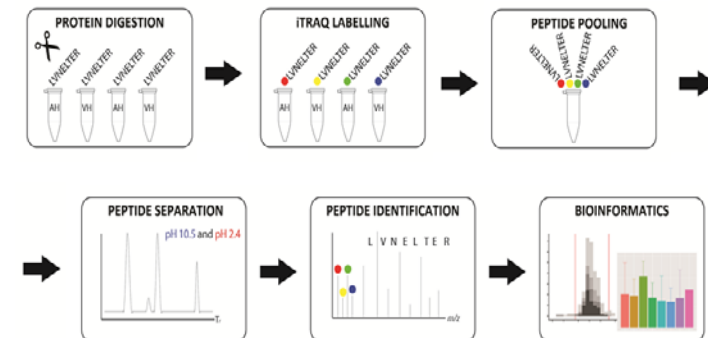 PROTEIN DIGESTION
LVNELTER LVNELTER LVNELTER LVNELTER
AH VH AH VH
iTRAQ LABELLING
LVNELTER LVNELTER LVNELTER LVNELTER
AH VH AH VH
PEPTIDE POOLING
LVNELTER LVNELTER LVNELTER LVNELTER
PEPTIDE SEPARATION
pH 10.5 and pH 2.4
PEPTIDE IDENTIFICATION
L V N E L T E R
m/z
BIOINFORMATICS